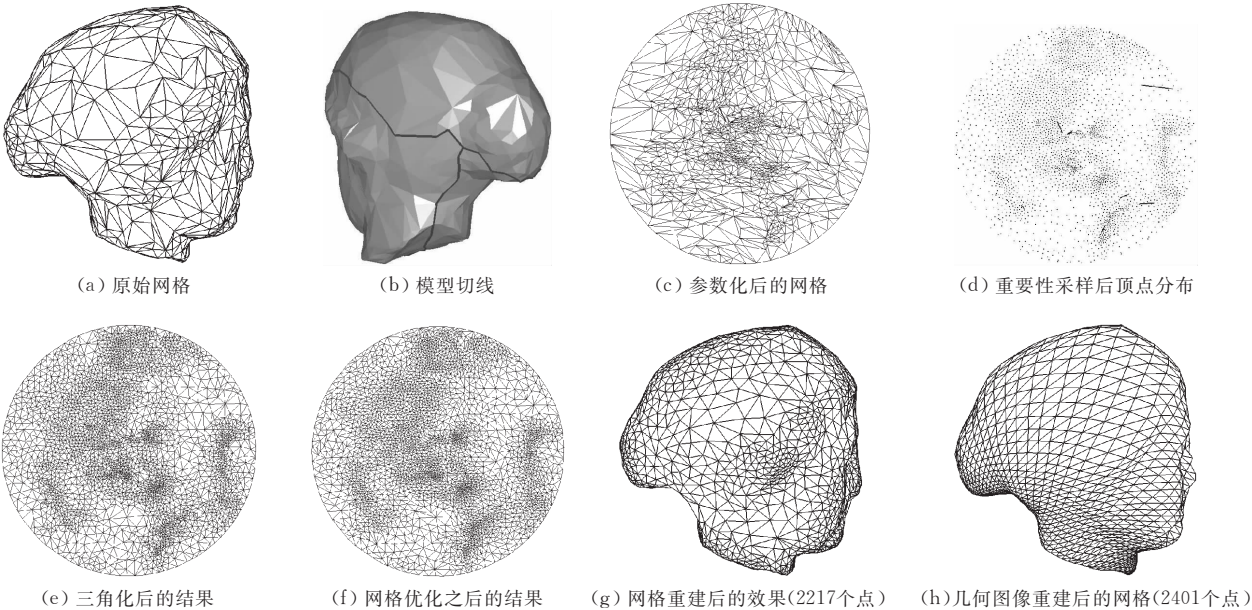 (a) 原始网格
(b) 模型切线
(c) 参数化后的网格
(d) 重要性采样后顶点分布
(e) 三角化后的结果
(f) 网格优化之后的结果
(g) 网格重建后的效果(2217个点)
(h)几何图像重建后的网格(2401个点)